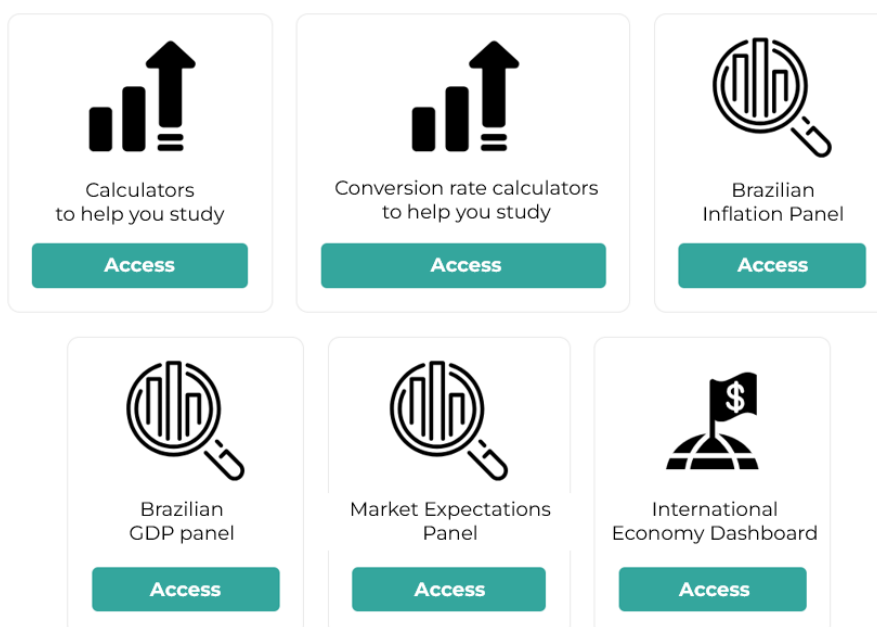 Calculators
to help you study
Access
Conversion rate calculators
to help you study
Access
Brazilian
Inflation Panel
Access
Brazilian
GDP panel
Access
Market Expectations
Panel
Access
$
International
Economy Dashboard
Access